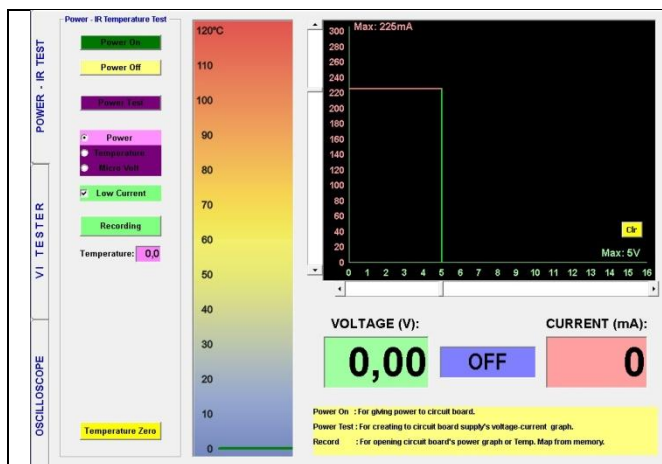 POWER - IR TEST
VI TESTER
OSCILLOSCOPE
Power - IR Temperature Test
Power On
Power Off
Power Test
Power
Temperature
Micro Volt
Low Current
Recording
Temperature: 0,0
Temperature Zero
120°C
110
100
90
80
70
60
50
40
30
20
10
0
Max: 225mA
300
280
260
240
220
200
180
160
140
120
100
80
60
40
20
0
Clr
Max: 5V
0 1 2 3 4 5 6 7 8 9 10 11 12 13 14 15 16
VOLTAGE (V):
CURRENT (mA):
0,00
OFF
0
Power On : For giving power to circuit board.
Power Test : For creating to circuit board supply's voltage-current graph.
Record : For opening circuit board's power graph or Temp. Map from memory.